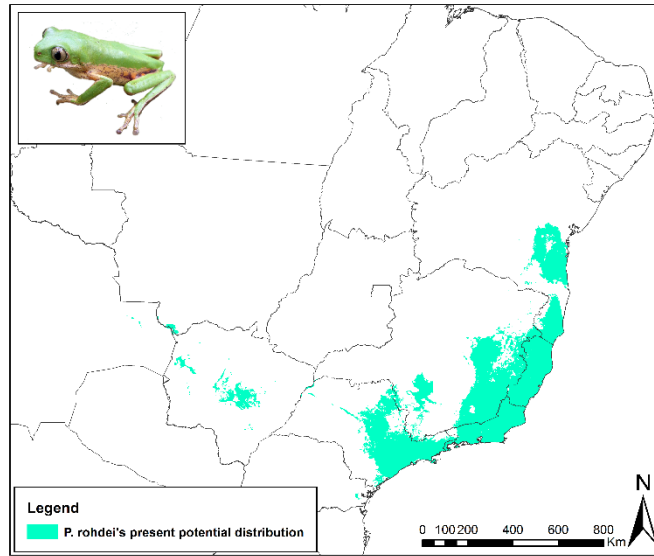 N
Legend
P. rohdei's present potential distribution
0 100 200 400 600 800
Km